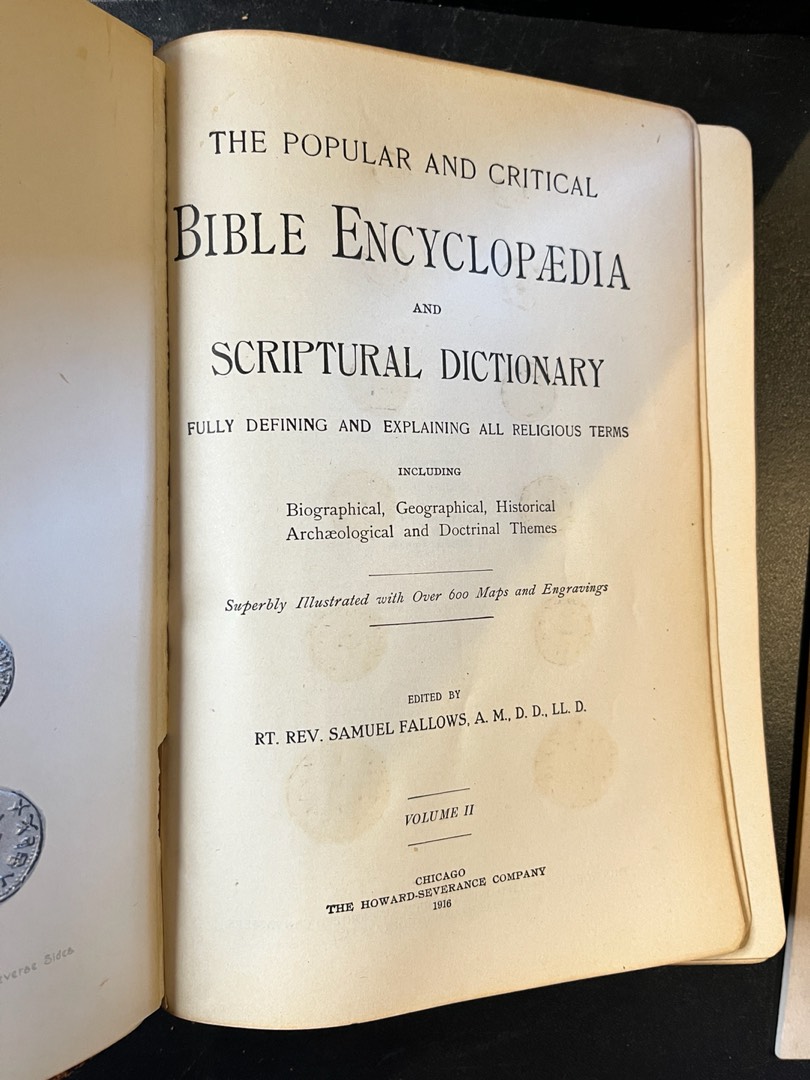 THE POPULAR AND CRITICAL
BIBLE ENCYCLOPÆDIA
AND
SCRIPTURAL DICTIONARY
FULLY DEFINING AND EXPLAINING ALL RELIGIOUS TERMS
INCLUDING
Biographical, Geographical, Historical
Archæological and Doctrinal Themes
Superbly Illustrated with Over 600 Maps and Engravings
EDITED BY
RT. REV. SAMUEL FALLOWS, A. M., D. D., LL. D.
VOLUME II
CHICAGO
THE HOWARD-SEVERANCE COMPANY
1916
Sides